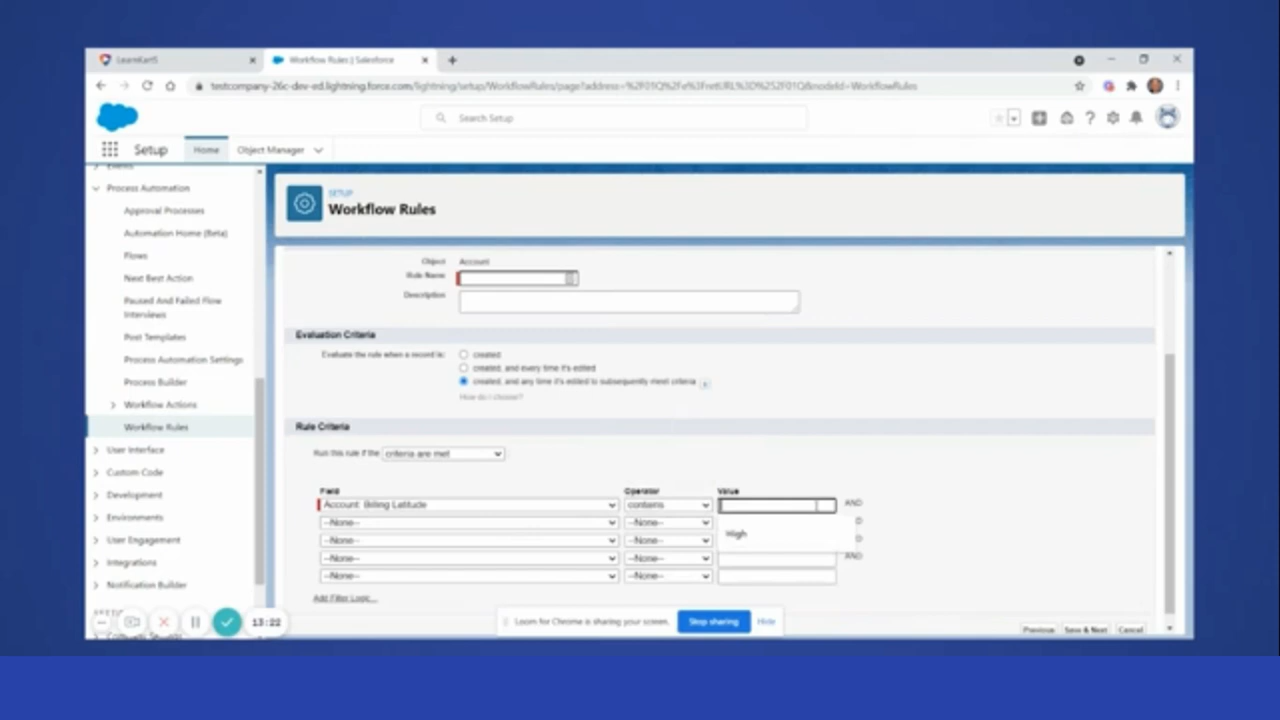 LearnKartS
Workflow Rules | Salesforce
testcompany-26c-dev-ed.lightning.force.com/lightning/setup/WorkflowRules/page?address=%2F01Q%2Fe%3FretURL%3D%252F01Q&nodeId=WorkflowRules
Search Setup
Setup
Home
Object Manager
Process Automation
Approval Processes
Automation Home (Beta)
Flows
Next Best Action
Paused And Failed Flow
Interviews
Post Templates
Process Automation Settings
Process Builder
Workflow Actions
Workflow Rules
User Interface
Custom Code
Development
Environments
User Engagement
Integrations
Notification Builder
SETUP
Workflow Rules
Object Account
Rule Name
Description
Evaluation Criteria
Evaluate the rule when a record is:
created
created, and every time it's edited
created, and any time it's edited to subsequently meet criteria
How do I choose?
Rule Criteria
Run this rule if the criteria are met
Field Operator Value
Account: Billing Latitude contains AND
--None-- --None-- D
High
--None-- --None-- D
--None-- --None-- AND
--None-- --None--
Add Filter Logic...
13:22
Loom for Chrome is sharing your screen.
Stop sharing
Hide
Previous Save & Next Cancel